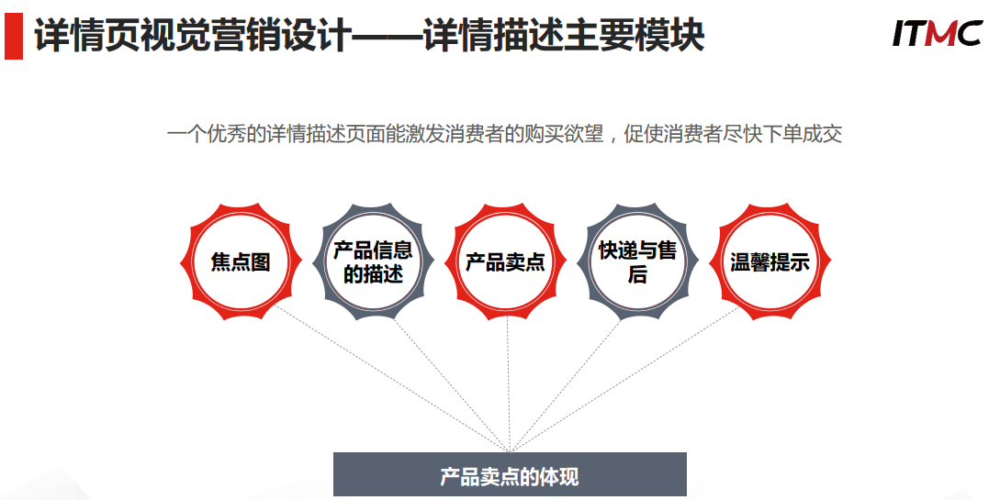 详情页视觉营销设计——详情描述主要模块
ITMC
一个优秀的详情描述页面能激发消费者的购买欲望，促使消费者尽快下单成交
焦点图
产品信息
的描述
产品卖点
快递与售
后
温馨提示
产品卖点的体现